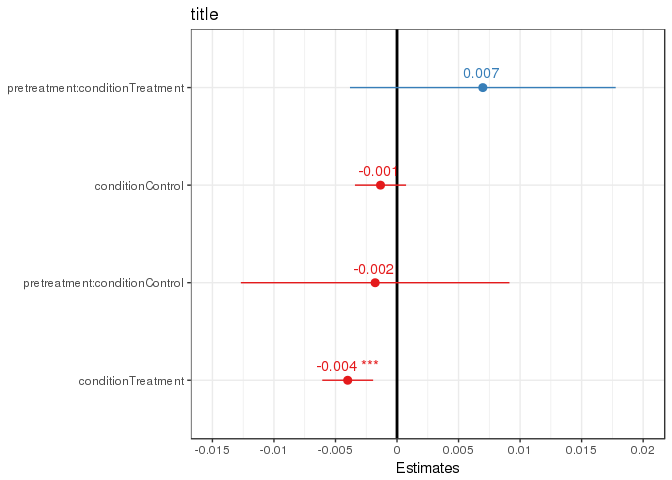 title
pretreatment:conditionTreatment
0.007
conditionControl
-0.001
pretreatment:conditionControl
-0.002
conditionTreatment
-0.004 ***
-0.015 -0.01 -0.005 0 0.005 0.01 0.015 0.02
Estimates